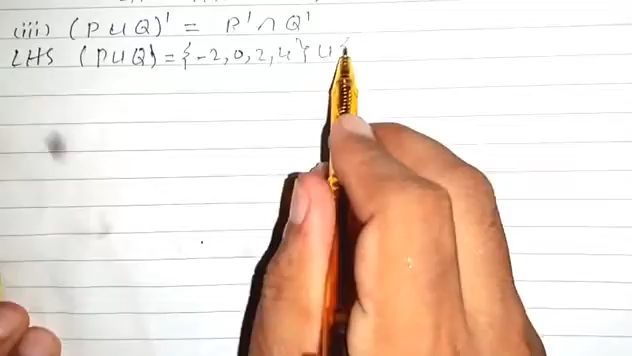 (iii) (P∪Q)' = P'∩Q'
LHS (P∪Q)={-2,0,2,4}∪{